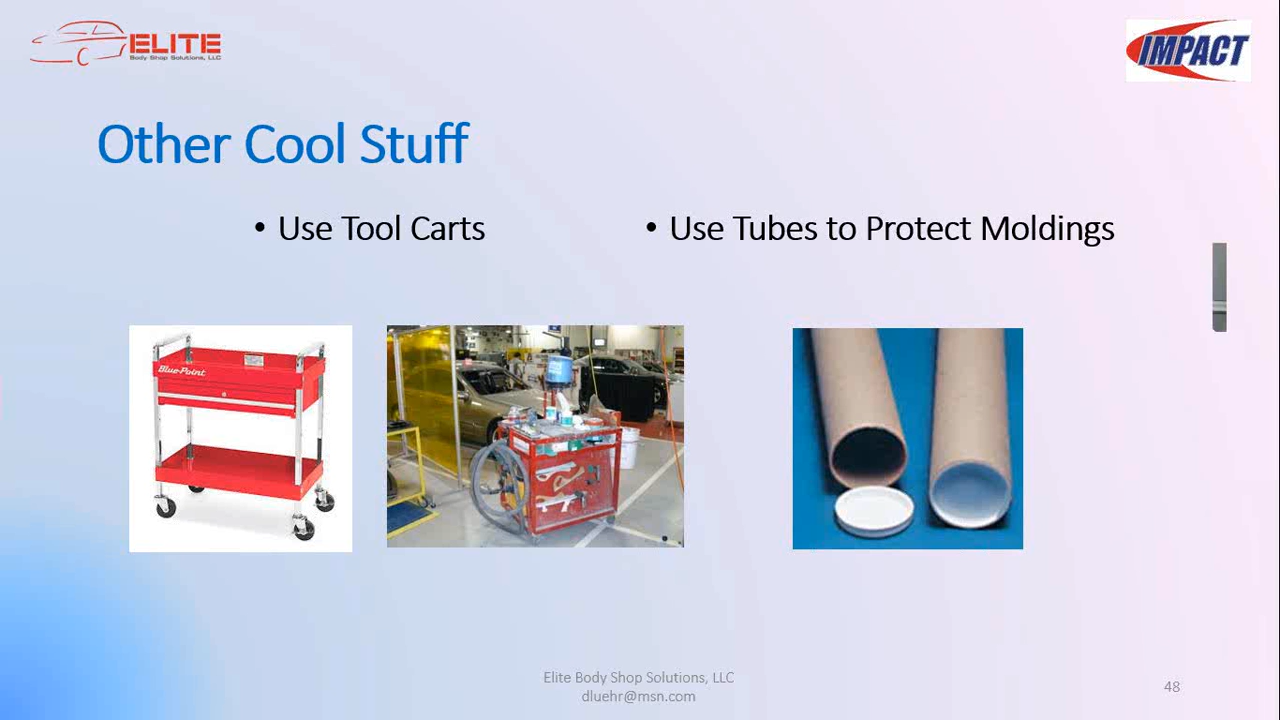 ELITE
Body Shop Solutions, LLC
IMPACT
Other Cool Stuff
• Use Tool Carts
• Use Tubes to Protect Moldings
Blue-Point
Elite Body Shop Solutions, LLC
dluehr@msn.com
48